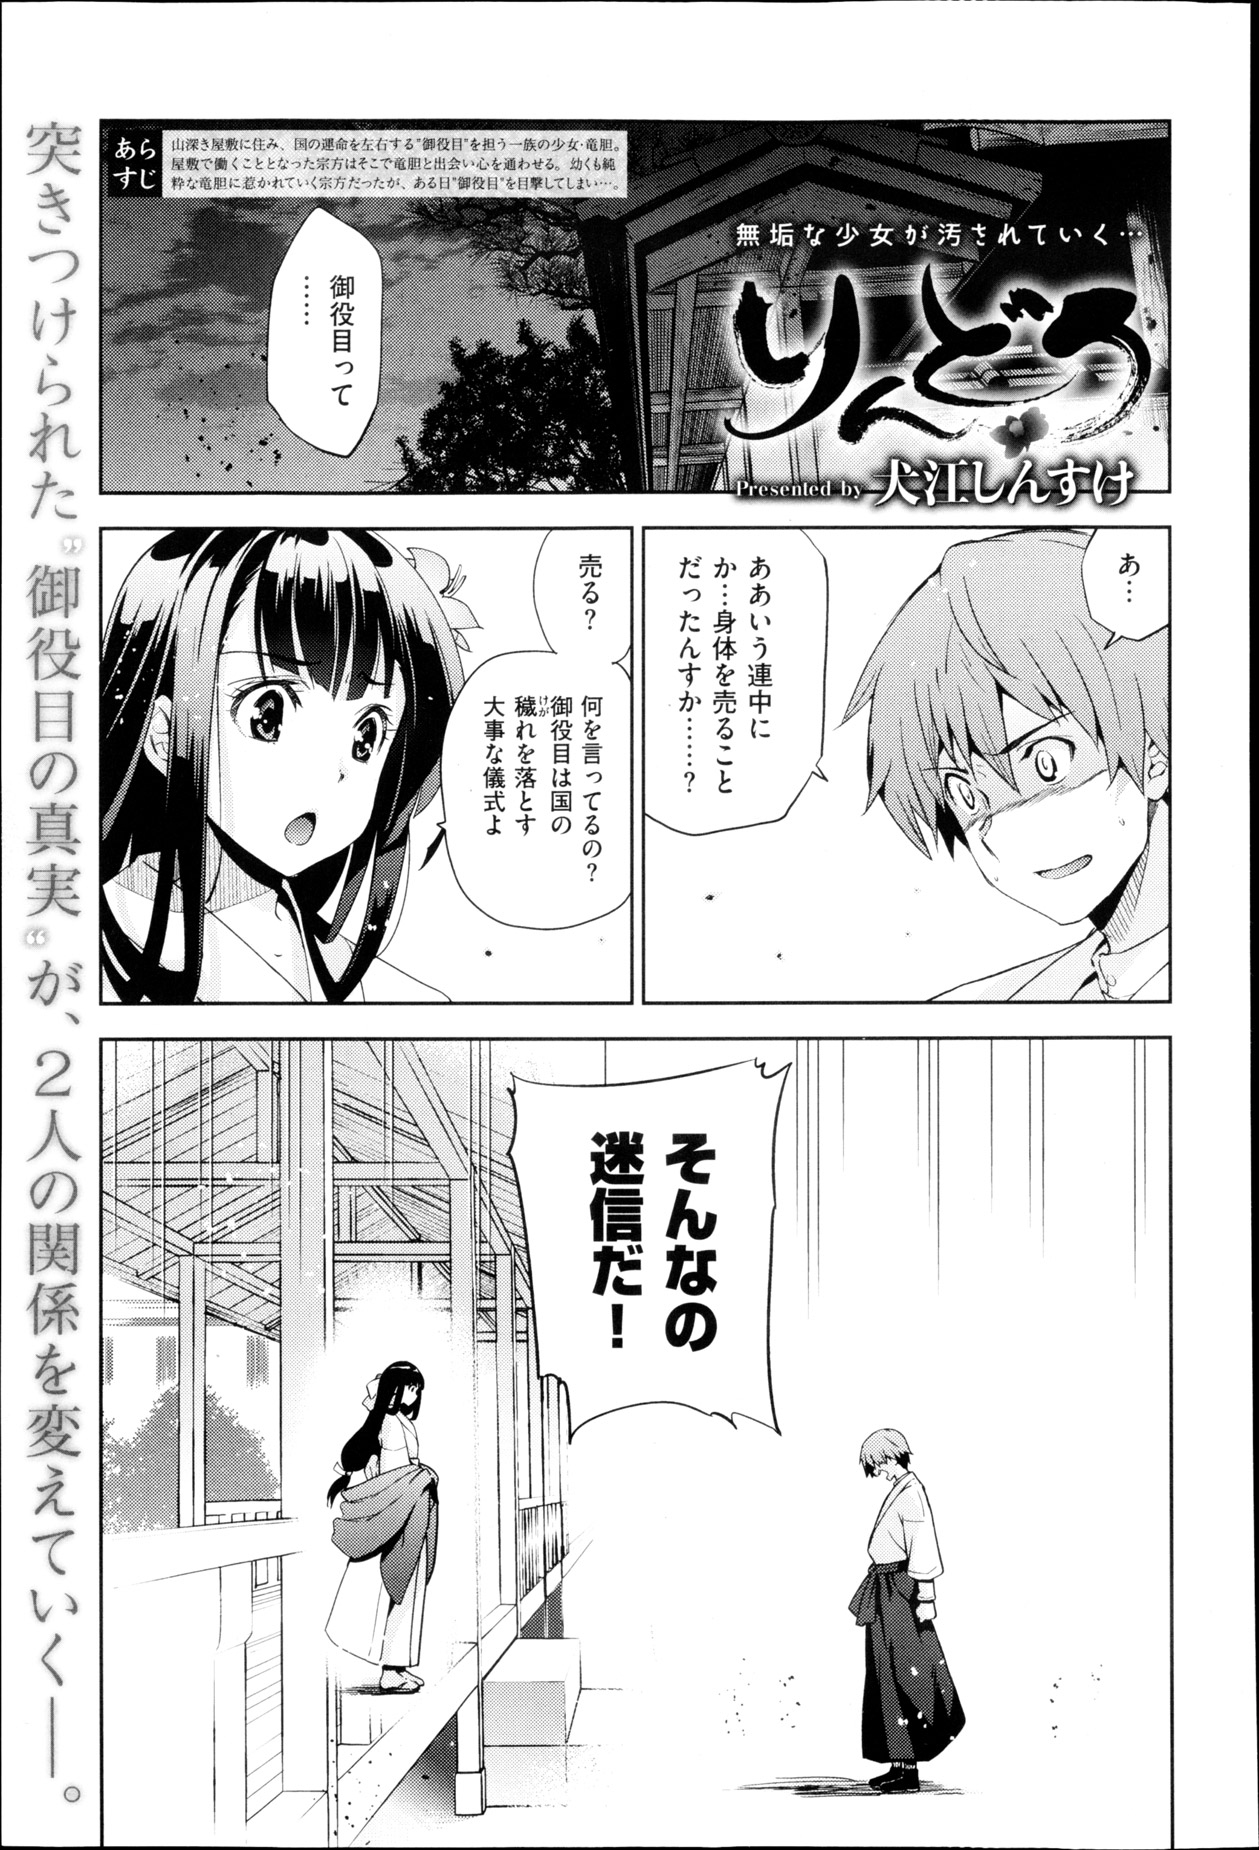 あら
すじ
山深き屋敷に住み、国の運命を左右する"御役目"を担う一族の少女・竜胆。
屋敷で働くこととなった宗方はそこで竜胆と出会い心を通わせる。幼くも純
粋な竜胆に惹かれていく宗方だったが、ある日"御役目"を目撃してしまい…。
無垢な少女が汚されていく…
りんどう
Presented by 犬江しんすけ
御役目って
……
あ…
ああいう連中に
か…身体を売ること
だったんすか……?
売る?
何を言ってるの?
御役目は国の
穢れを落とす
けが
大事な儀式よ
そんなの
迷信だ!
突きつけられた"御役目の真実"が、2人の関係を変えていく――。